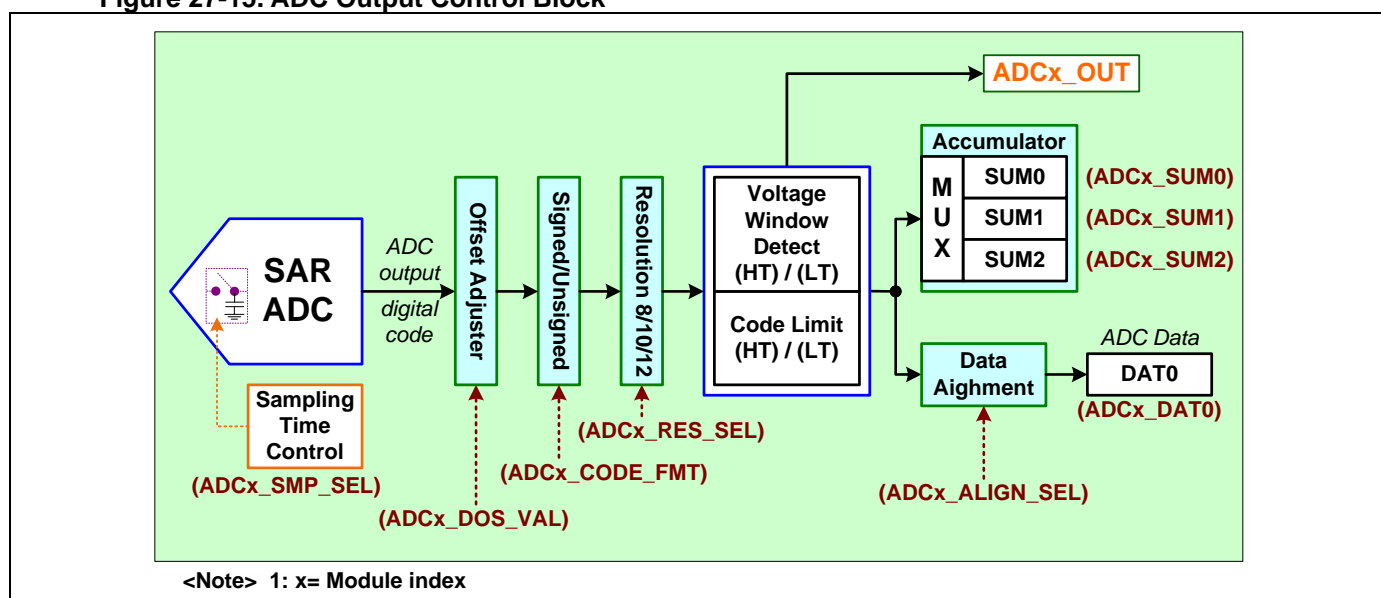 Figure 27-15. ADC Output Control Block
ADCx_OUT
Accumulator
MUX
SUM0
SUM1
SUM2
(ADCx_SUM0)
(ADCx_SUM1)
(ADCx_SUM2)
SAR
ADC
ADC
output
digital
code
Offset Adjuster
Signed/Unsigned
Resolution 8/10/12
Voltage
Window
Detect
(HT) / (LT)
Code Limit
(HT) / (LT)
Data
Aighment
ADC Data
DAT0
(ADCx_DAT0)
Sampling
Time
Control
(ADCx_SMP_SEL)
(ADCx_RES_SEL)
(ADCx_CODE_FMT)
(ADCx_DOS_VAL)
(ADCx_ALIGN_SEL)
<Note> 1: x= Module index